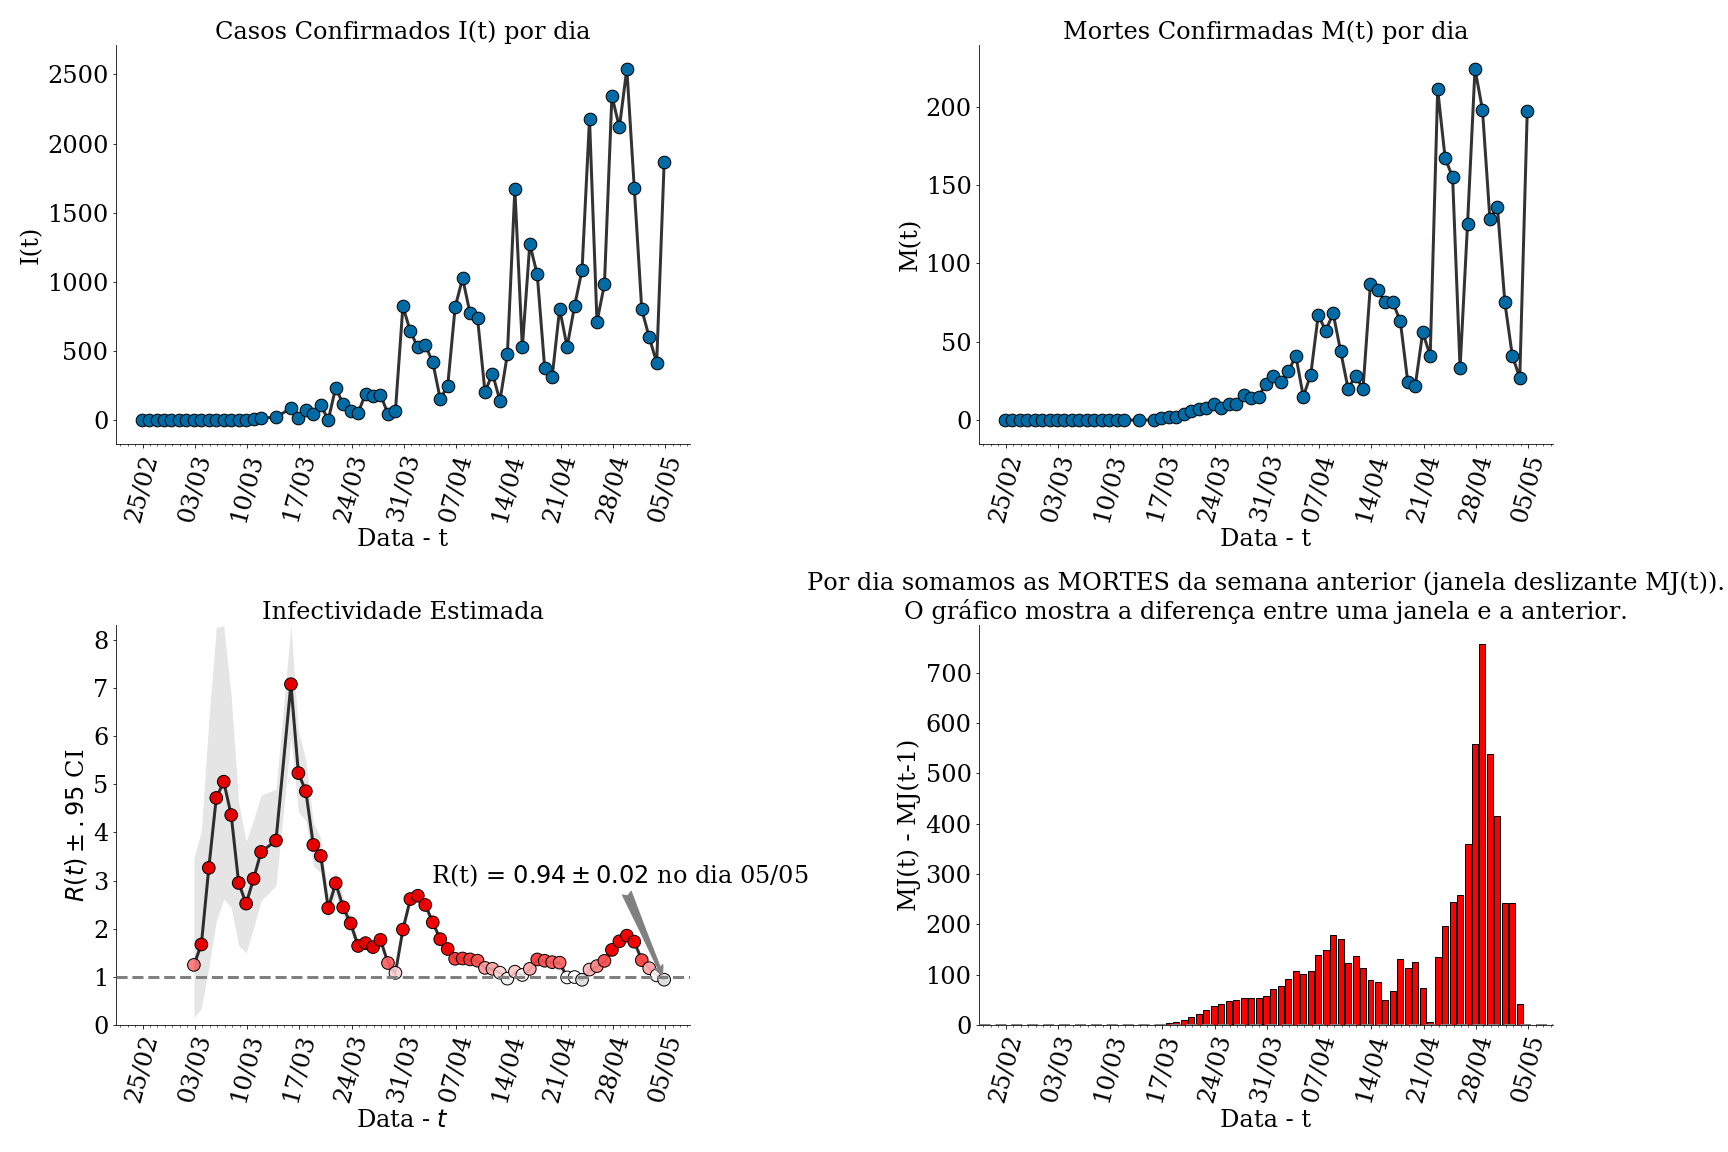 Casos Confirmados I(t) por dia
I(t)
2500
2000
1500
1000
500
0
25/02 03/03 10/03 17/03 24/03 31/03 07/04 14/04 21/04 28/04 05/05
Data - t
Mortes Confirmadas M(t) por dia
M(t)
200
150
100
50
0
25/02 03/03 10/03 17/03 24/03 31/03 07/04 14/04 21/04 28/04 05/05
Data - t
Infectividade Estimada
R(t) ± .95 CI
8
7
6
5
4
3
2
1
0
R(t) = 0.94 ± 0.02 no dia 05/05
25/02 03/03 10/03 17/03 24/03 31/03 07/04 14/04 21/04 28/04 05/05
Data - t
Por dia somamos as MORTES da semana anterior (janela deslizante MJ(t)).
O gráfico mostra a diferença entre uma janela e a anterior.
MJ(t) - MJ(t-1)
700
600
500
400
300
200
100
0
25/02 03/03 10/03 17/03 24/03 31/03 07/04 14/04 21/04 28/04 05/05
Data - t